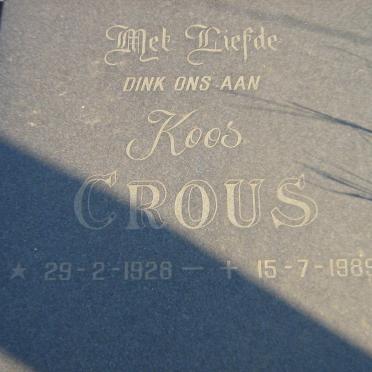 Met Liefde
DINK ONS AAN
Koos
CROUS
★ 29-2-1928 — † 15-7-1989